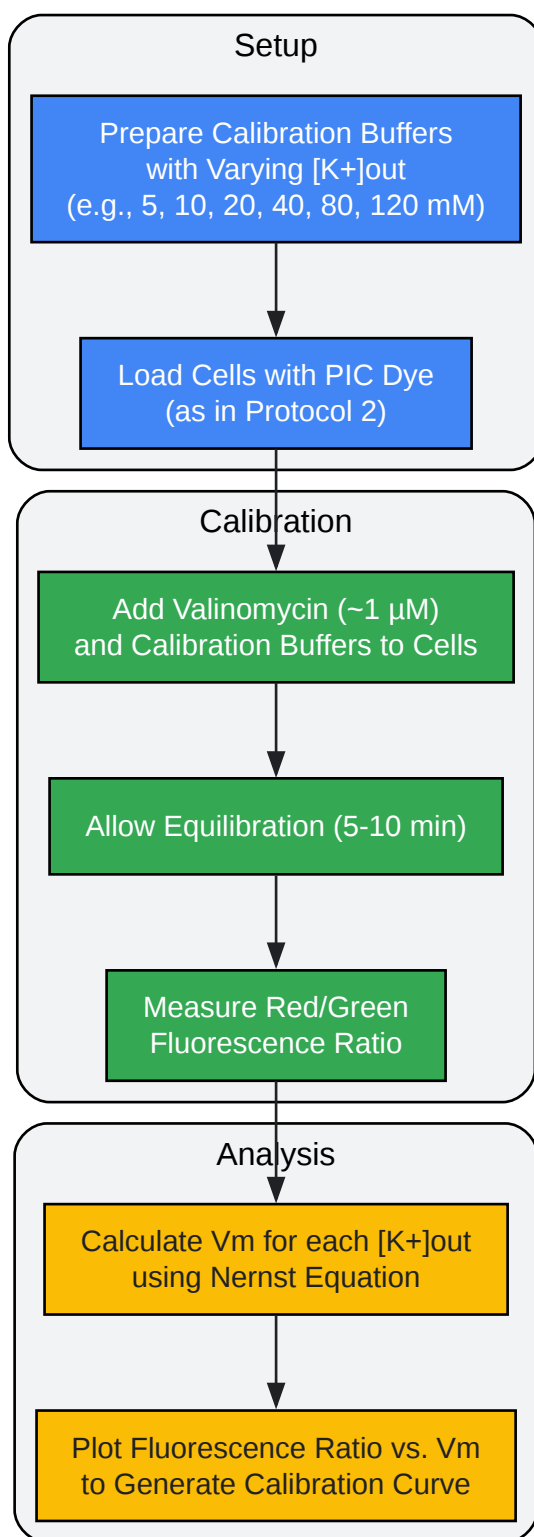 Setup
Prepare Calibration Buffers
with Varying [K+]out
(e.g., 5, 10, 20, 40, 80, 120 mM)
Load Cells with PIC Dye
(as in Protocol 2)
Calibration
Add Valinomycin (~1 µM)
and Calibration Buffers to Cells
Allow Equilibration (5-10 min)
Measure Red/Green
Fluorescence Ratio
Analysis
Calculate Vm for each [K+]out
using Nernst Equation
Plot Fluorescence Ratio vs. Vm
to Generate Calibration Curve